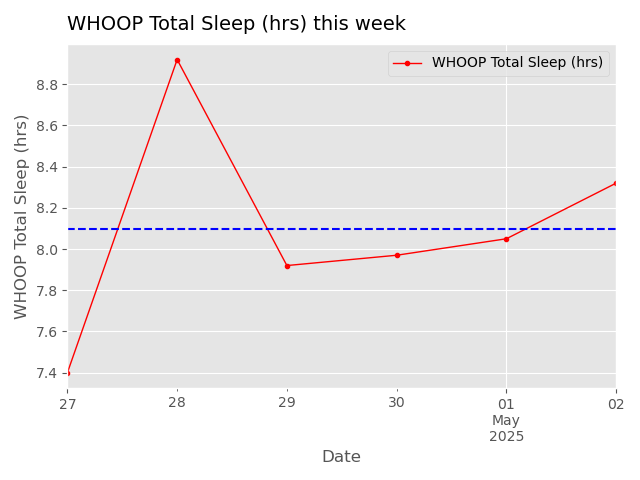 WHOOP Total Sleep (hrs) this week
WHOOP Total Sleep (hrs)
WHOOP Total Sleep (hrs)
8.8
8.6
8.4
8.2
8.0
7.8
7.6
7.4
27 28 29 30 01 02
May
2025
Date